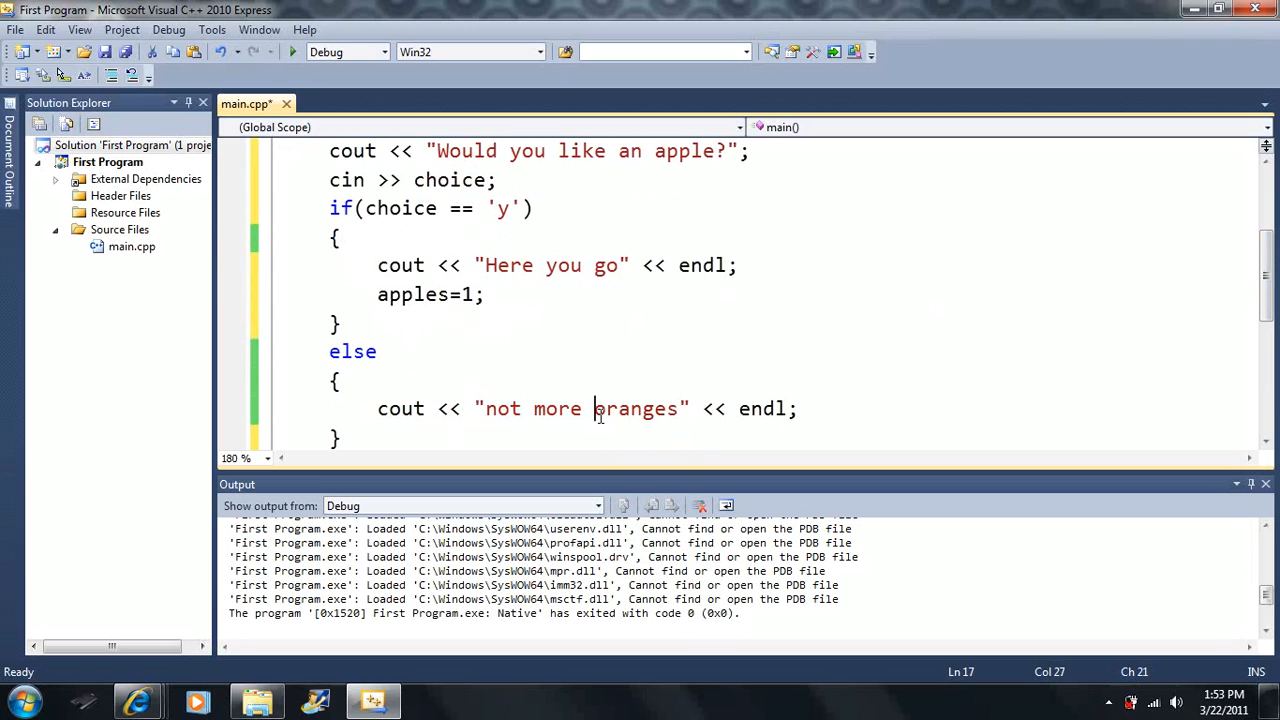 First Program - Microsoft Visual C++ 2010 Express
File Edit View Project Debug Tools Window Help
Debug Win32
Solution Explorer
main.cpp*
Document Outline
(Global Scope)
main()
Solution 'First Program' (1 proje
First Program
External Dependencies
Header Files
Resource Files
Source Files
main.cpp
cout << "Would you like an apple?";
cin >> choice;
if(choice == 'y')
{
cout << "Here you go" << endl;
apples=1;
}
else
{
cout << "not more oranges" << endl;
}
180 %
Output
Show output from: Debug
'First Program.exe': Loaded 'C:\Windows\SysWOW64\userenv.dll', Cannot find or open the PDB file
'First Program.exe': Loaded 'C:\Windows\SysWOW64\profapi.dll', Cannot find or open the PDB file
'First Program.exe': Loaded 'C:\Windows\SysWOW64\winspool.drv', Cannot find or open the PDB file
'First Program.exe': Loaded 'C:\Windows\SysWOW64\mpr.dll', Cannot find or open the PDB file
'First Program.exe': Loaded 'C:\Windows\SysWOW64\imm32.dll', Cannot find or open the PDB file
'First Program.exe': Loaded 'C:\Windows\SysWOW64\msctf.dll', Cannot find or open the PDB file
The program '[0x1520] First Program.exe: Native' has exited with code 0 (0x0).
Ready Ln 17 Col 27 Ch 21 INS
1:53 PM
3/22/2011